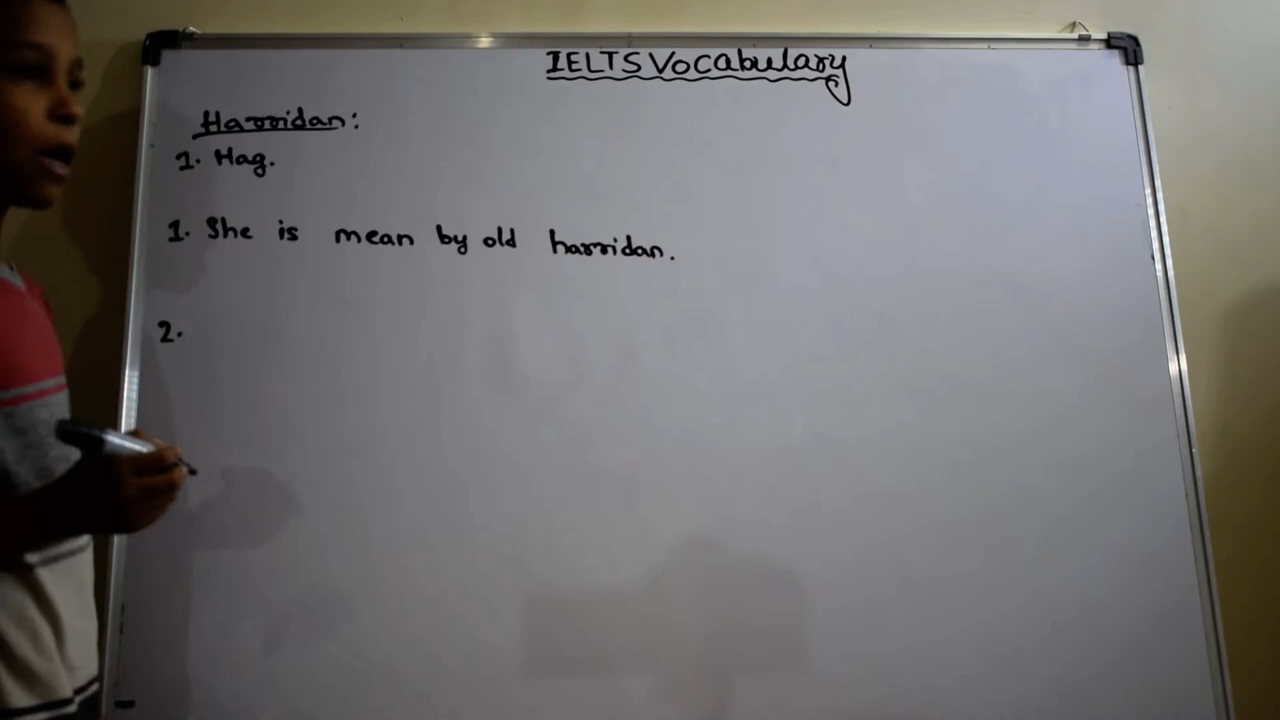 IELTS Vocabulary
Harridan:
1. Hag.
1. She is mean by old harridan.
2.